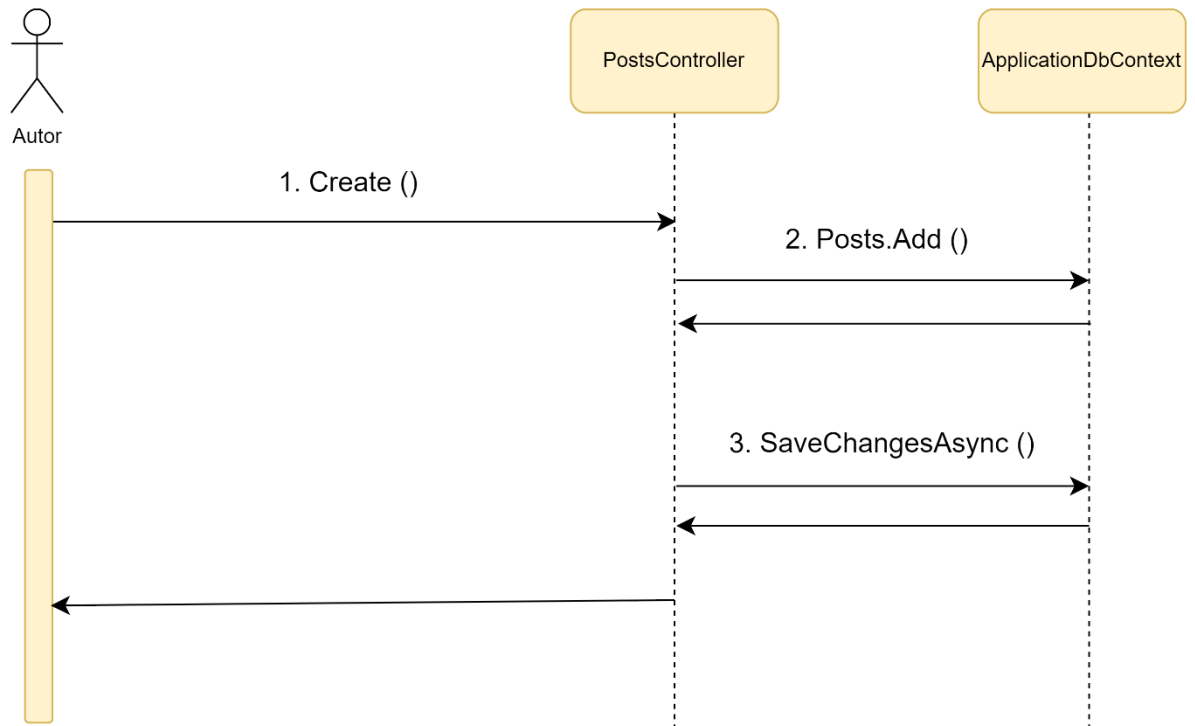 PostsController
ApplicationDbContext
Autor
1. Create ()
2. Posts.Add ()
3. SaveChangesAsync ()